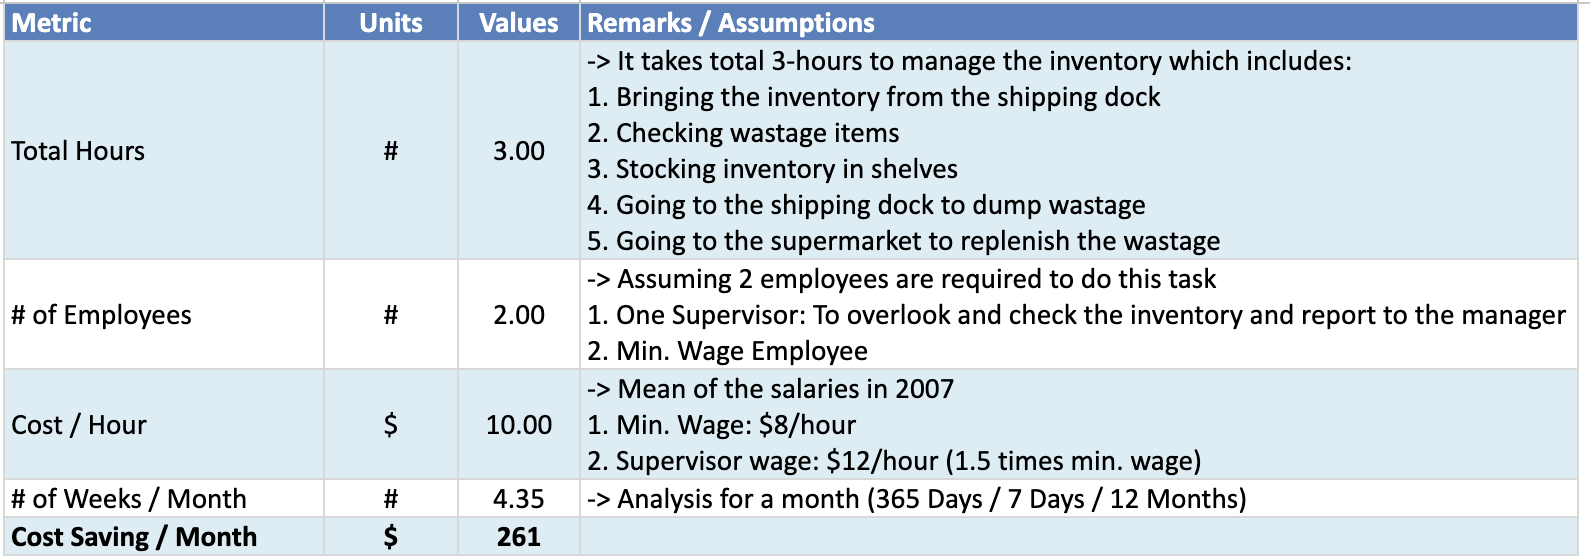 Metric Units Values Remarks / Assumptions
Total Hours # 3.00
-> It takes total 3-hours to manage the inventory which includes:
1. Bringing the inventory from the shipping dock
2. Checking wastage items
3. Stocking inventory in shelves
4. Going to the shipping dock to dump wastage
5. Going to the supermarket to replenish the wastage
# of Employees # 2.00
-> Assuming 2 employees are required to do this task
1. One Supervisor: To overlook and check the inventory and report to the manager
2. Min. Wage Employee
Cost / Hour $ 10.00
-> Mean of the salaries in 2007
1. Min. Wage: $8/hour
2. Supervisor wage: $12/hour (1.5 times min. wage)
# of Weeks / Month # 4.35 -> Analysis for a month (365 Days / 7 Days / 12 Months)
Cost Saving / Month $ 261